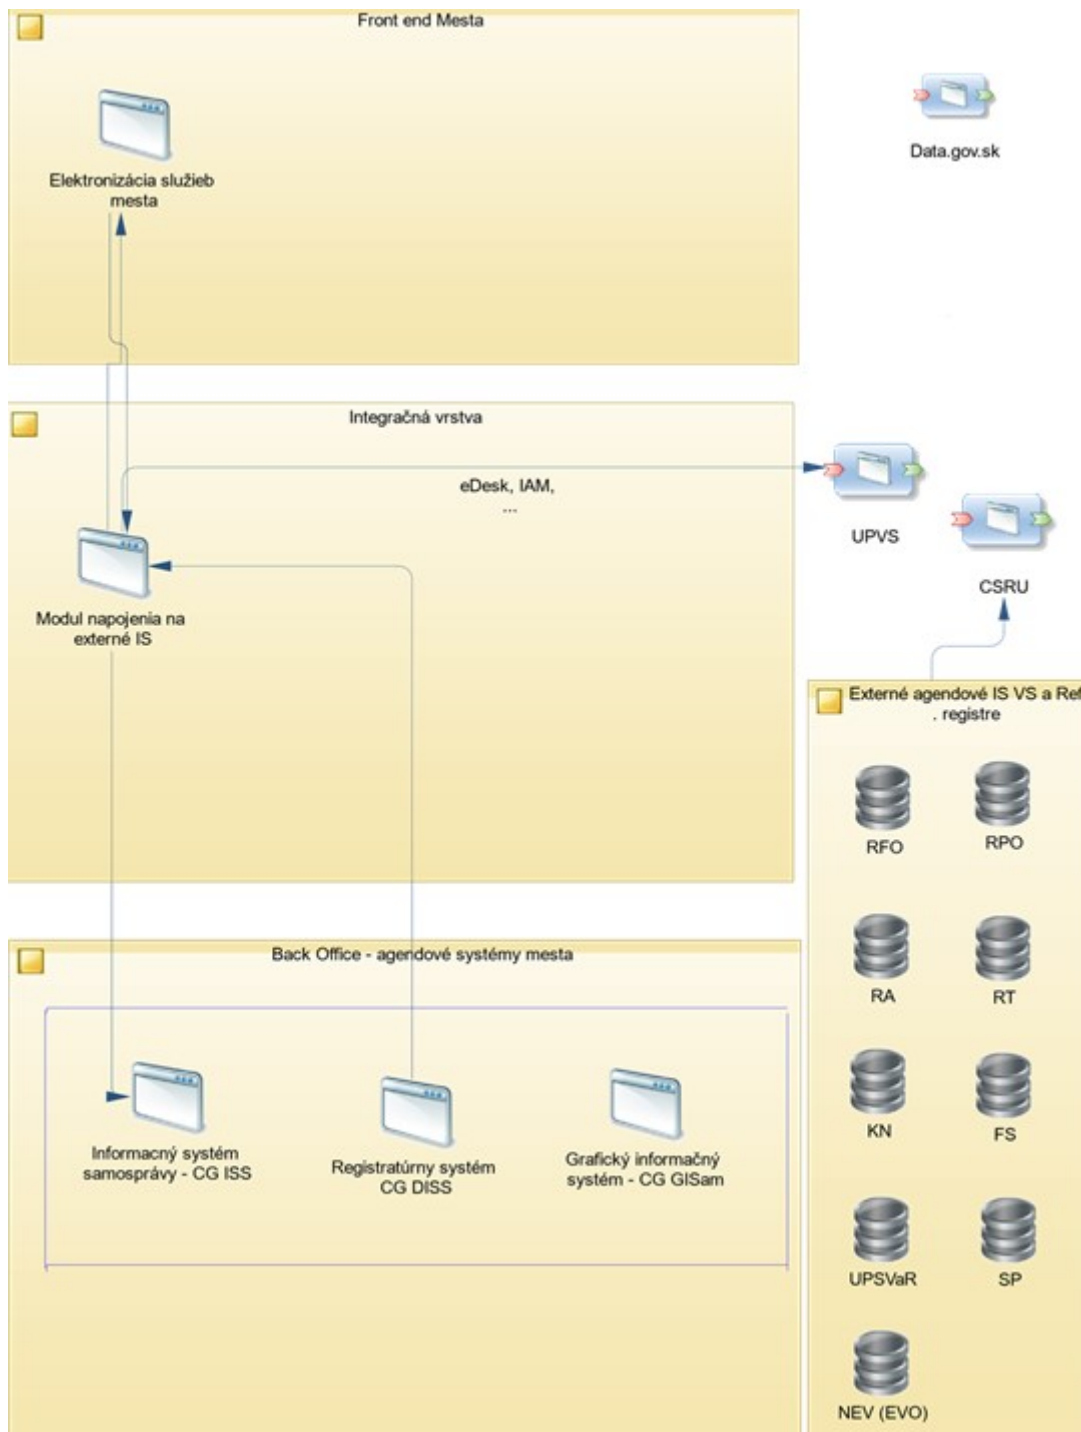 Front end Mesta
Elektronizácia služieb
mesta
Data.gov.sk
Integračná vrstva
eDesk, IAM,
...
UPVS
CSRU
Modul napojenia na
externé IS
Externé agendové IS VS a Ref
. registre
RFO
RPO
RA
RT
KN
FS
UPSVaR
SP
NEV (EVO)
Back Office - agendové systémy mesta
Informacný systém
samosprávy - CG ISS
Registratúrny systém
CG DISS
Grafický informačný
systém - CG GISam